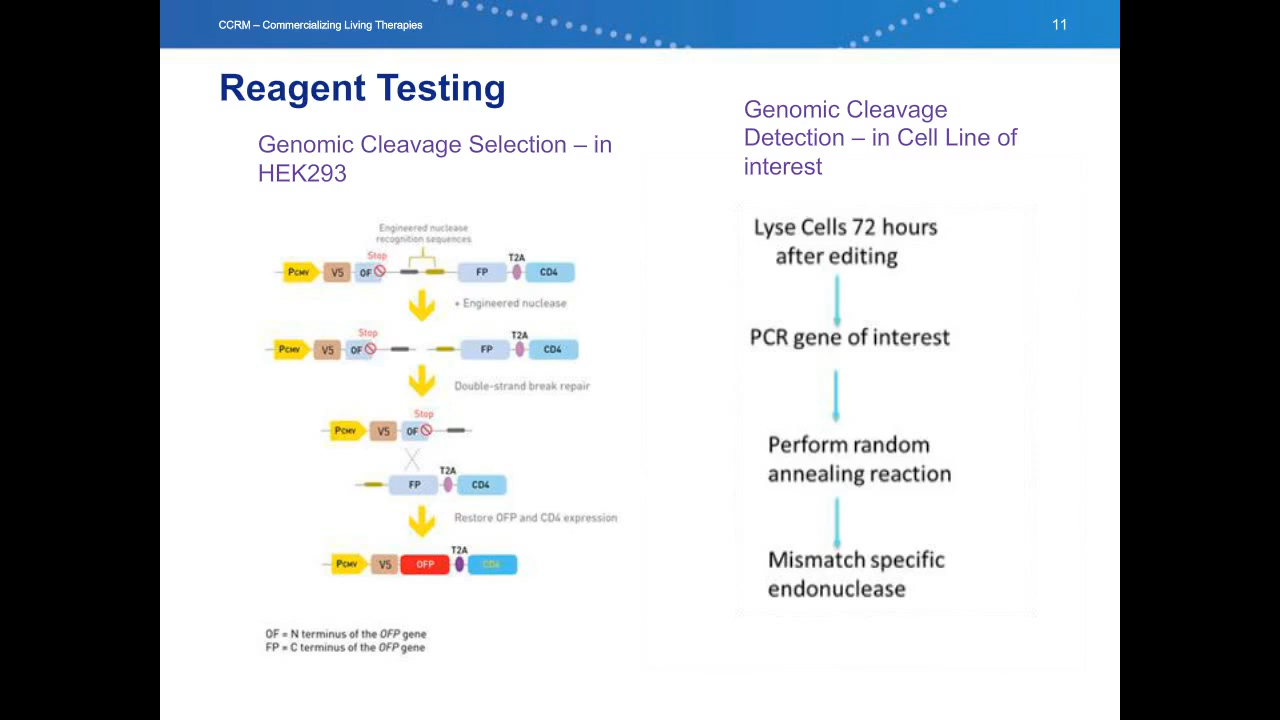 CCRM – Commercializing Living Therapies
11
Reagent Testing
Genomic Cleavage Selection – in
HEK293
Engineered nuclease
recognition sequences
Stop
T2A
PCMV V5 OF FP CD4
+ Engineered nuclease
Stop
T2A
PCMV V5 OF FP CD4
Double-strand break repair
Stop
PCMV V5 OF
T2A
FP CD4
Restore OFP and CD4 expression
T2A
PCMV V5 OFP CD4
OF = N terminus of the OFP gene
FP = C terminus of the OFP gene
Genomic Cleavage
Detection – in Cell Line of
interest
Lyse Cells 72 hours
after editing
PCR gene of interest
Perform random
annealing reaction
Mismatch specific
endonuclease